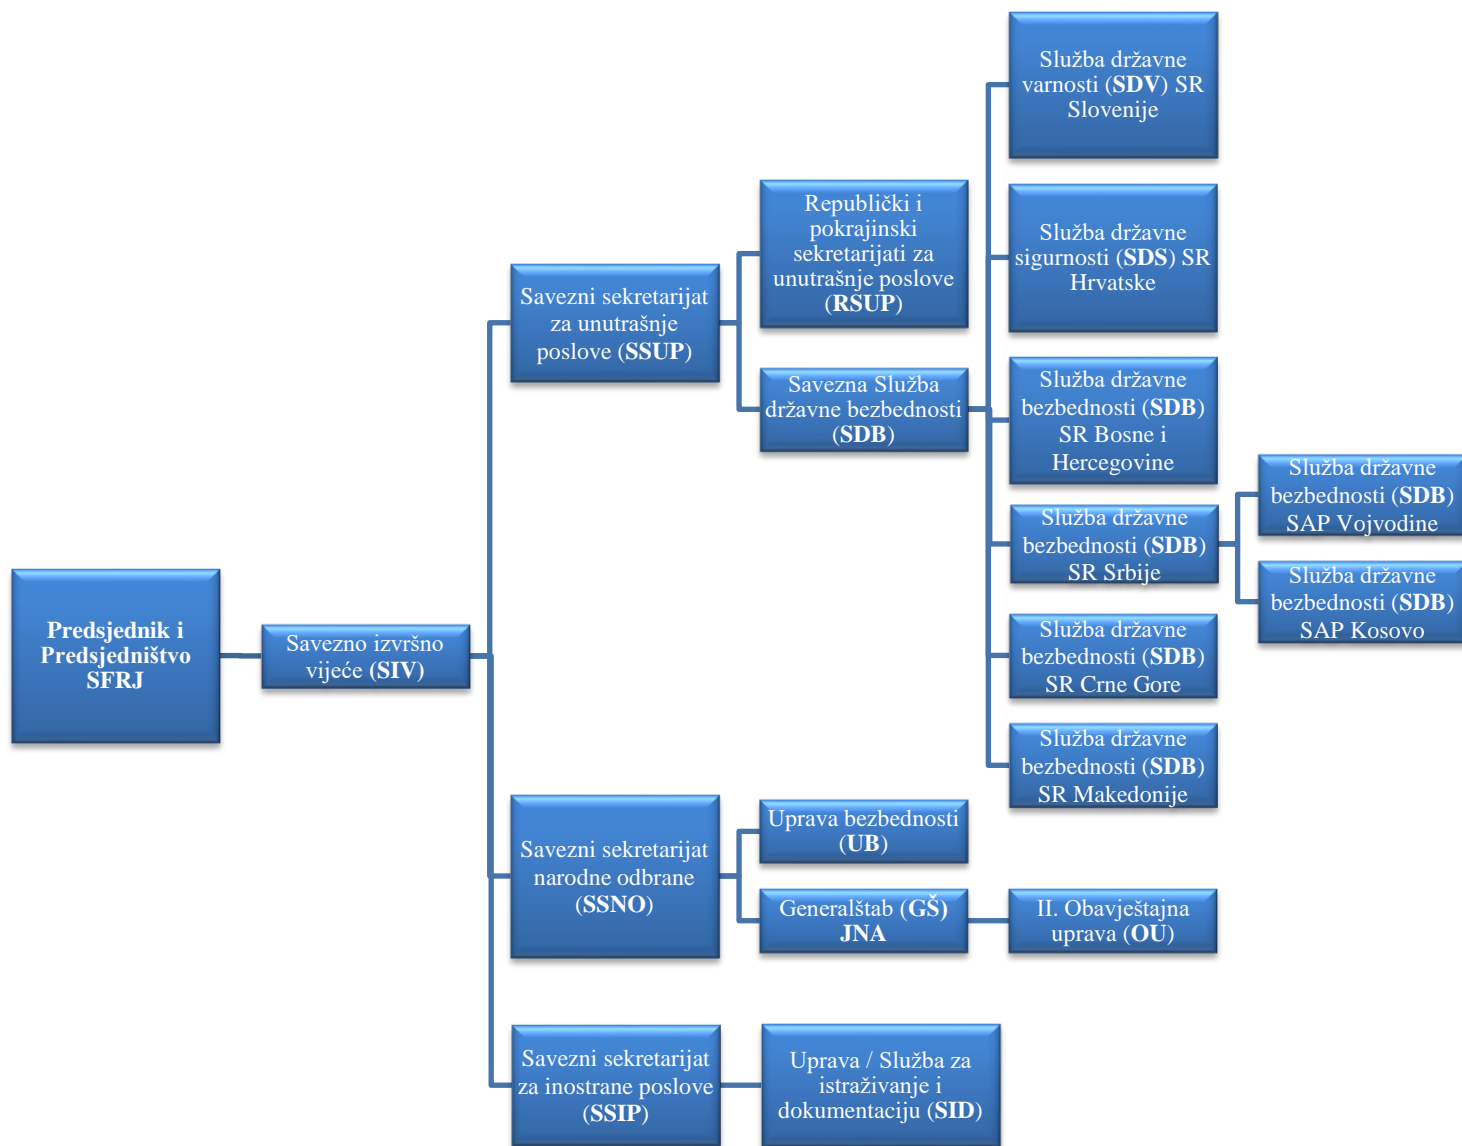 Predsjednik i
Predsjedništvo
SFRJ
Savezno izvršno
vijeće (SIV)
Savezni sekretarijat
za unutrašnje
poslove (SSUP)
Republički i
pokrajinski
sekretarijati za
unutrašnje poslove
(RSUP)
Savezna Služba
državne bezbednosti
(SDB)
Služba državne
varnosti (SDV) SR
Slovenije
Služba državne
sigurnosti (SDS) SR
Hrvatske
Služba državne
bezbednosti (SDB)
SR Bosne i
Hercegovine
Služba državne
bezbednosti (SDB)
SR Srbije
Služba državne
bezbednosti (SDB)
SAP Vojvodine
Služba državne
bezbednosti (SDB)
SAP Kosovo
Služba državne
bezbednosti (SDB)
SR Crne Gore
Služba državne
bezbednosti (SDB)
SR Makedonije
Savezni sekretarijat
narodne odbrane
(SSNO)
Uprava bezbednosti
(UB)
Generalštab (GŠ)
JNA
II. Obavještajna
uprava (OU)
Savezni sekretarijat
za inostrane poslove
(SSIP)
Uprava / Služba za
istraživanje i
dokumentaciju (SID)